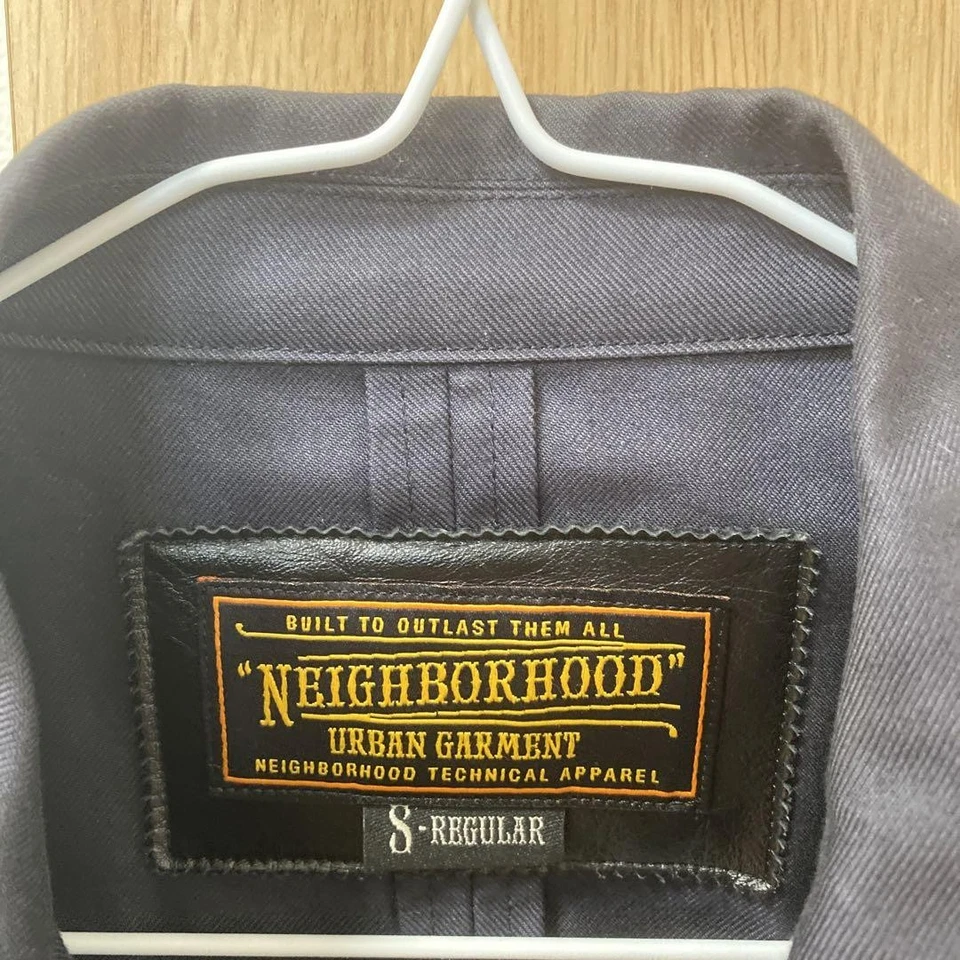 BUILT TO OUTLAST THEM ALL
"NEIGHBORHOOD"
URBAN GARMENT
NEIGHBORHOOD TECHNICAL APPAREL
S-REGULAR